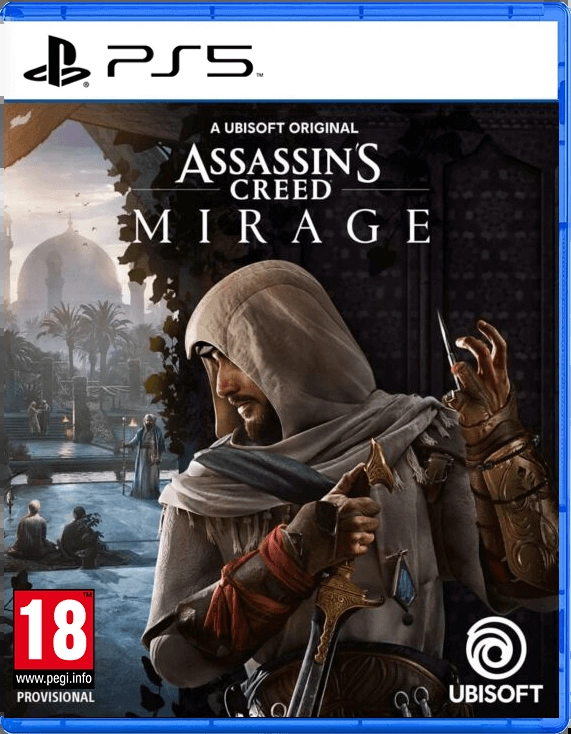 PS5
A UBISOFT ORIGINAL
ASSASSIN'S
CREED
MIRAGE
18
www.pegi.info
PROVISIONAL
UBISOFT